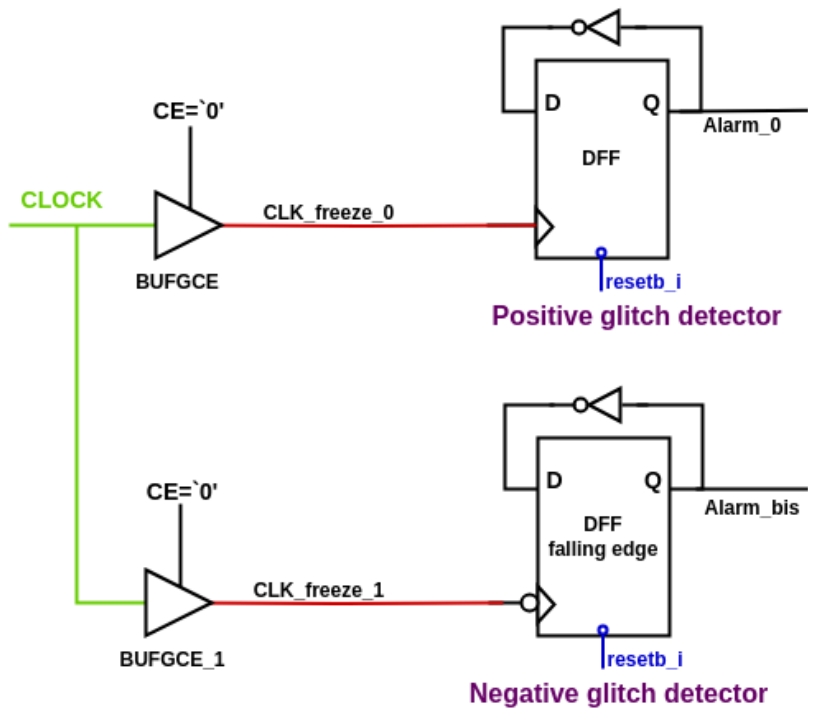 CE=`0'
CLOCK
CLK_freeze_0
BUFGCE
D
Q
DFF
Alarm_0
resetb_i
Positive glitch detector
CE=`0'
CLK_freeze_1
BUFGCE_1
D
Q
DFF
falling edge
Alarm_bis
resetb_i
Negative glitch detector